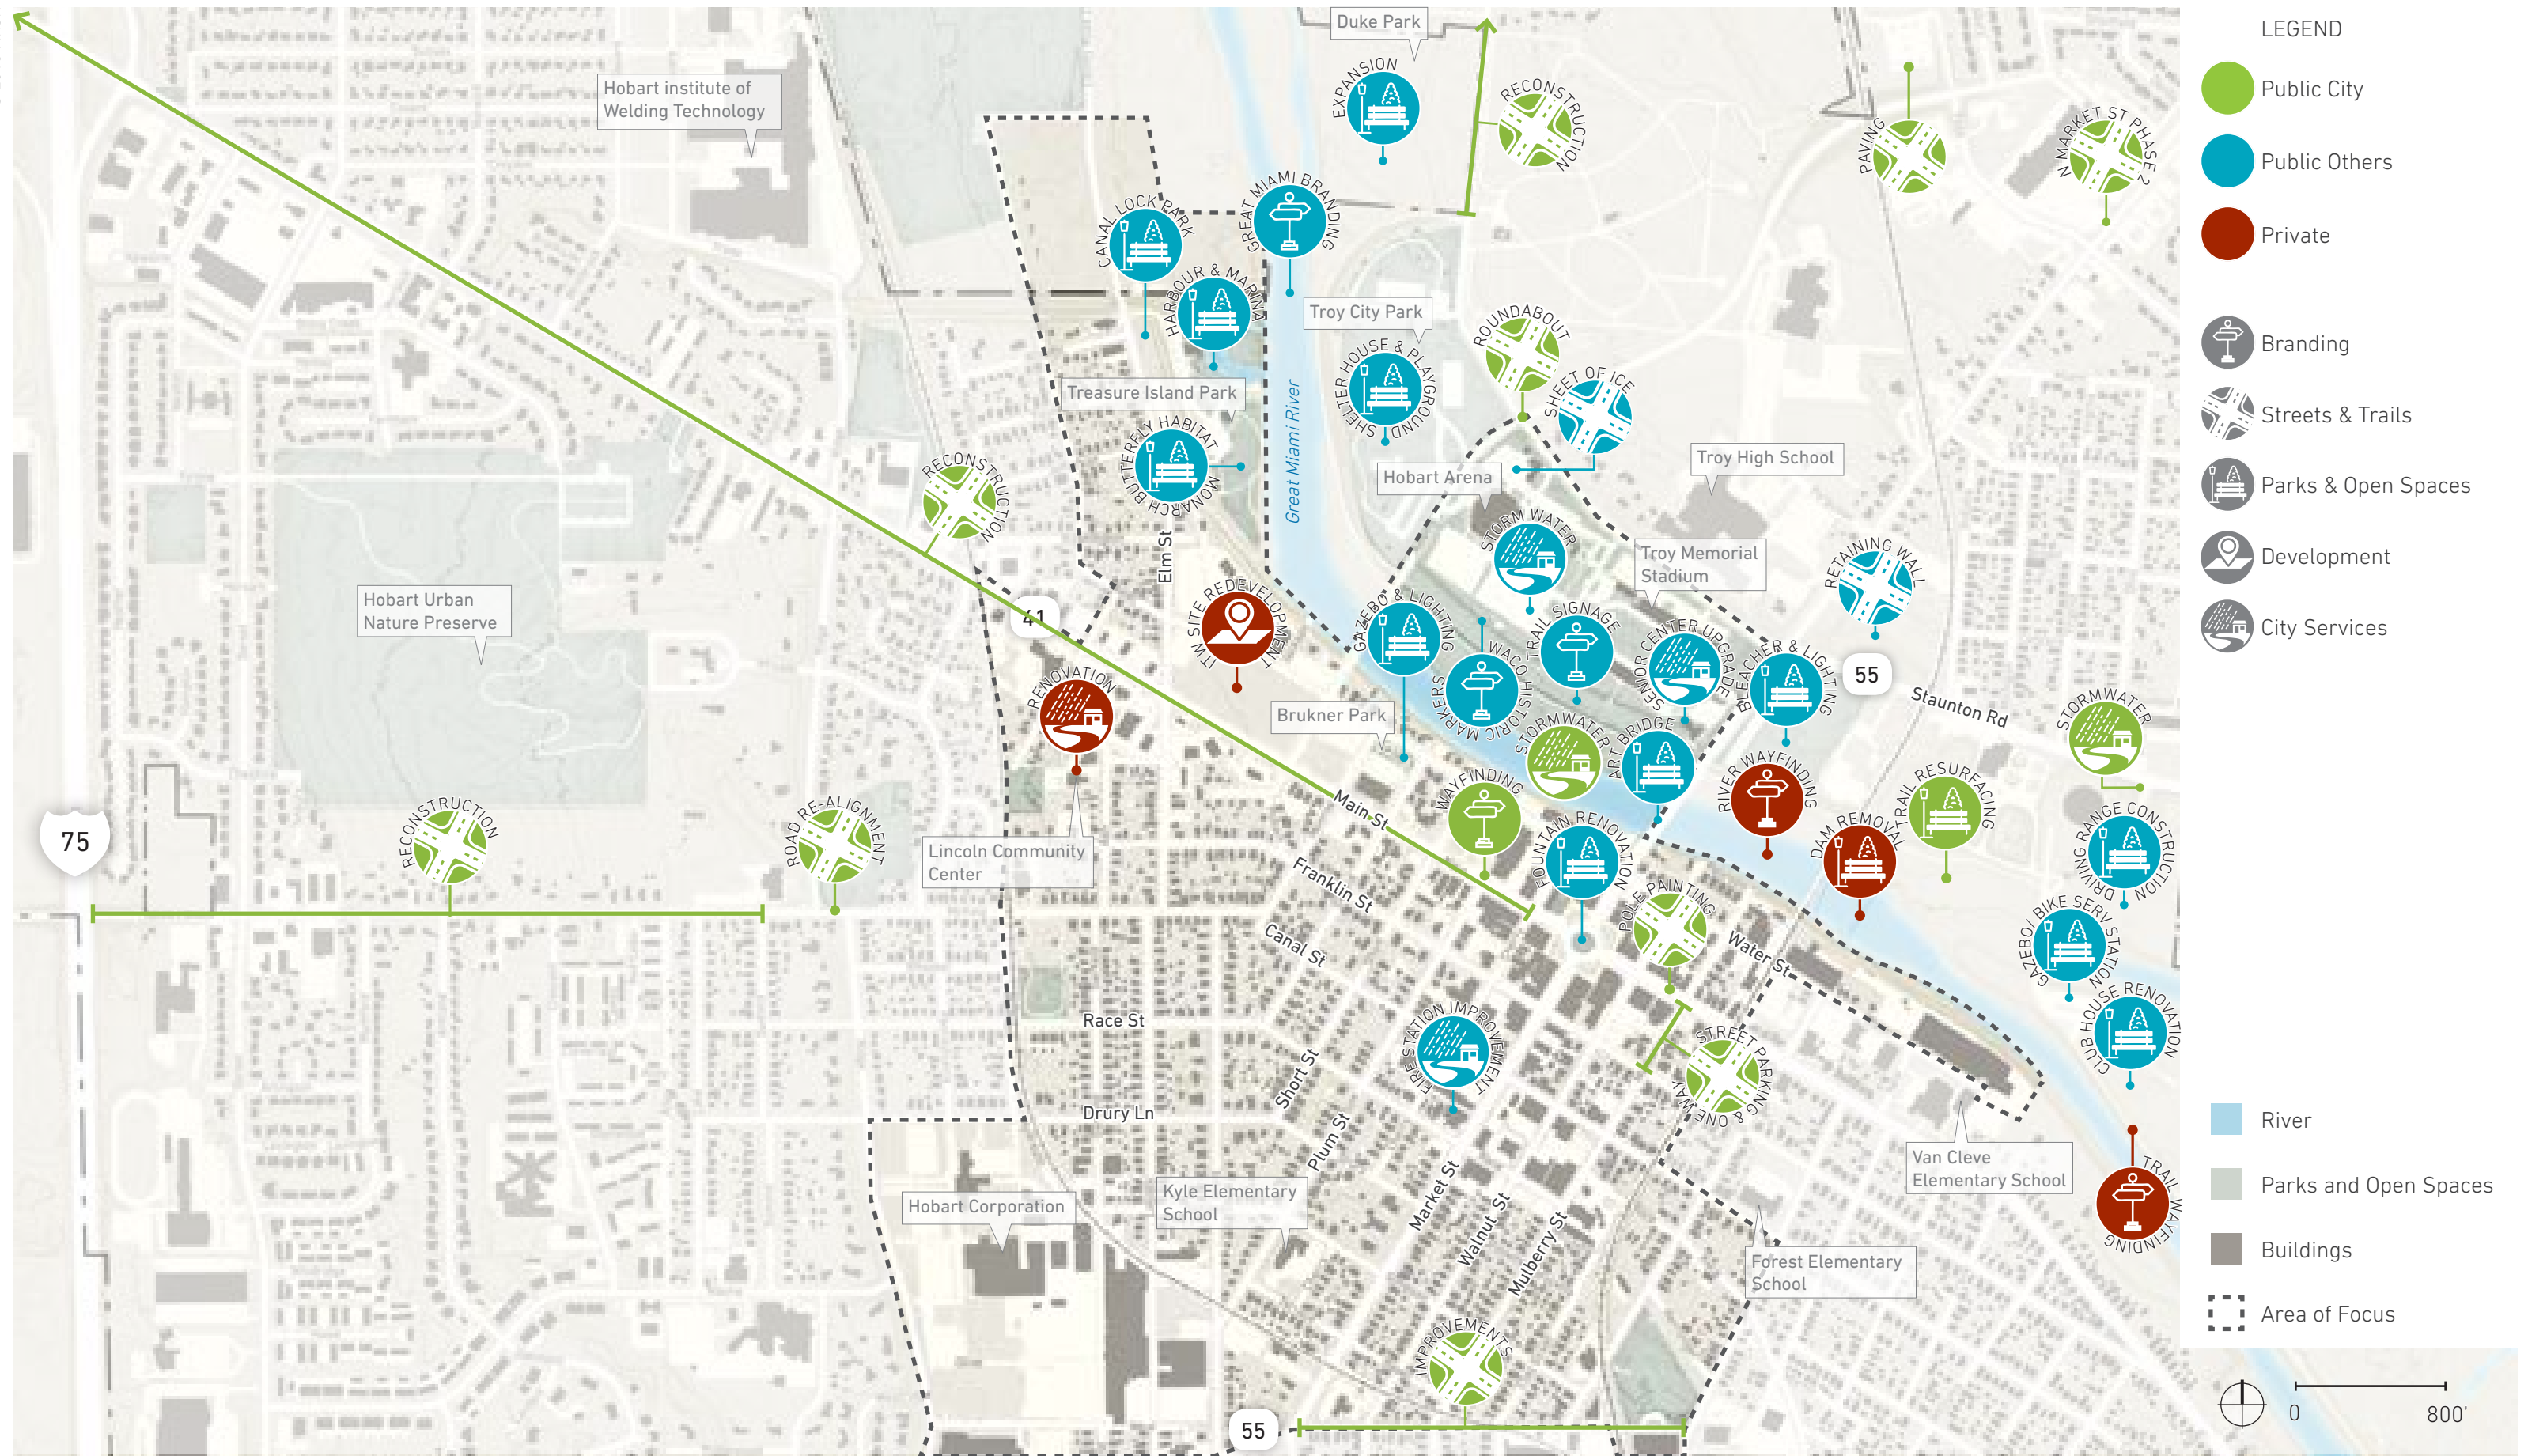 Duke Park
Hobart institute of
Welding Technology
EXPANSION
RECONSTRUCTION
PAVING
N MARKET ST PHASE 2
CANAL LOCK PARK
GREAT MIAMI BRANDING
HARBOUR & MARINA
Troy City Park
Treasure Island Park
Great Miami River
SHELTER HOUSE & PLAYGROUND
ROUNDABOUT
SHEET OF ICE
MONARCH BUTTERFLY HABITAT
Hobart Arena
Troy High School
RECONSTRUCTION
Elm St
STORM WATER
Troy Memorial
Stadium
RETAINING WALL
Hobart Urban
Nature Preserve
41
ITW SITE REDEVELOPMENT
GAZEBO & LIGHTING
WACO HISTORIC MARKERS
TRAIL SIGNAGE
SENIOR CENTER UPGRADE
BLEACHER & LIGHTING
55
Staunton Rd
RENOVATION
Brukner Park
STORMWATER
ART BRIDGE
STORMWATER
WAYFINDING
RIVER WAYFINDING
TRAIL RESURFACING
DAM REMOVAL
DRIVING RANGE CONSTRUCTION
Main St
75
RECONSTRUCTION
ROAD RE-ALIGNMENT
Lincoln Community
Center
FOUNTAIN RENOVATION
Franklin St
POLE PAINTING
GAZEBO/ BIKE SERV STATION
Canal St
Water St
CLUB HOUSE RENOVATION
Race St
FIRE STATION IMPROVEMENT
STREET PARKING
& ONE WAY
Short St
Drury Ln
Plum St
Van Cleve
Elementary School
Hobart Corporation
Kyle Elementary
School
Market St
Walnut St
Mulberry St
TRAIL WAYFINDING
Forest Elementary
School
IMPROVEMENTS
55
LEGEND
Public City
Public Others
Private
Branding
Streets & Trails
Parks & Open Spaces
Development
City Services
River
Parks and Open Spaces
Buildings
Area of Focus
0
800'